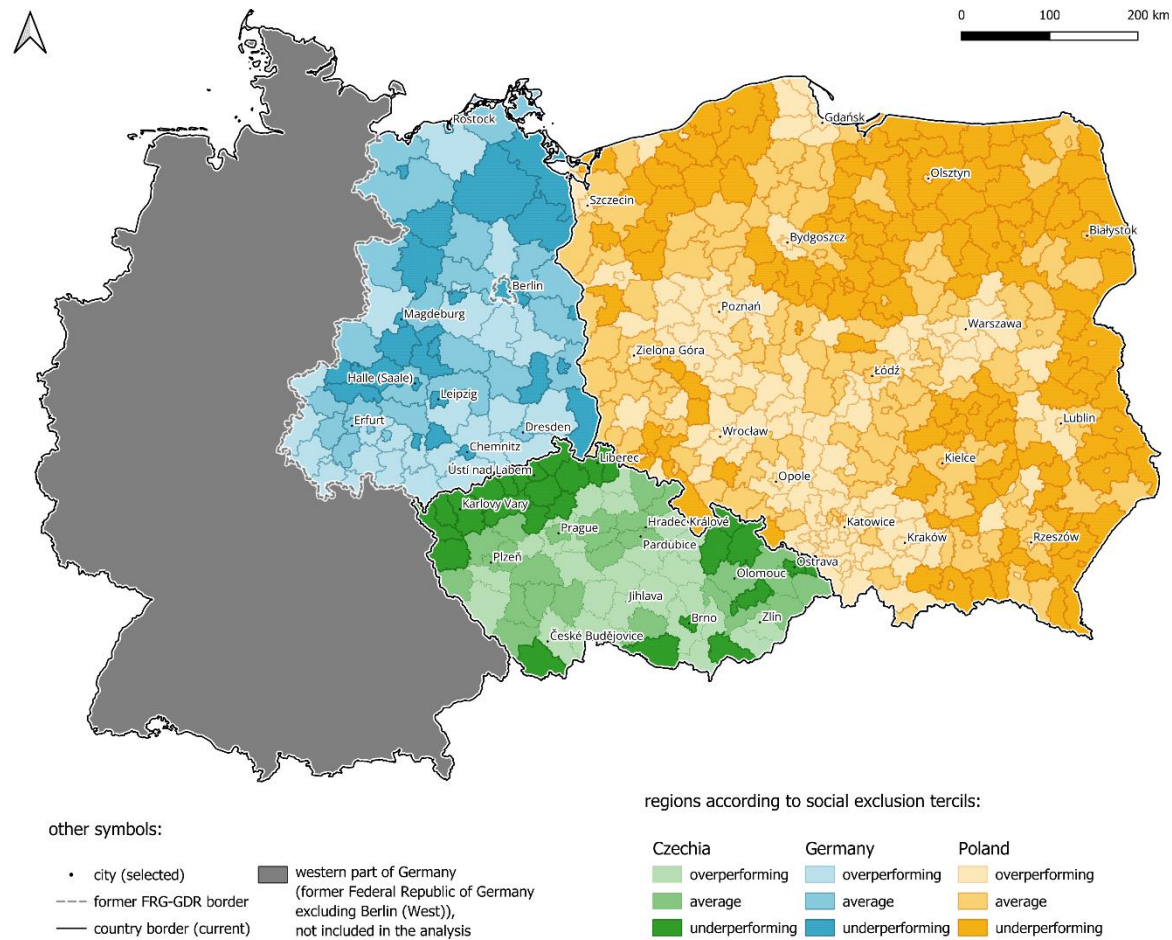 0 100 200 km
Rostock
Gdańsk
Olsztyn
Szczecin
Białystok
Bydgoszcz
Berlin
Poznań
Magdeburg
Warszawa
Zielona Góra
Łódź
Halle (Saale)
Leipzig
Erfurt
Lublin
Dresden
Wrocław
Chemnitz
Liberec
Kielce
Ústí nad Labem
Opole
Karlovy Vary
Hradec Králové
Katowice
Prague
Kraków
Rzeszów
Pardubice
Plzeň
Ostrava
Olomouc
Jihlava
Brno
Zlín
České Budějovice
regions according to social exclusion tercils:
other symbols:
Czechia Germany Poland
city (selected)
former FRG-GDR border
country border (current)
western part of Germany
(former Federal Republic of Germany
excluding Berlin (West)),
not included in the analysis
overperforming overperforming overperforming
average average average
underperforming underperforming underperforming